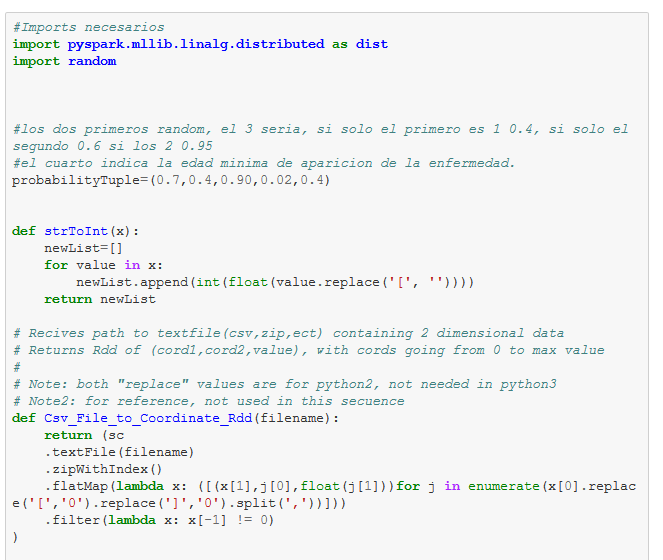 #Imports necesarios
import pyspark.mllib.linalg.distributed as dist
import random
#los dos primeros random, el 3 seria, si solo el primero es 1 0.4, si solo el
segundo 0.6 si los 2 0.95
#el cuarto indica la edad minima de aparicion de la enfermedad.
probabilityTuple=(0.7,0.4,0.90,0.02,0.4)
def strToInt(x):
    newList=[]
    for value in x:
        newList.append(int(float(value.replace('[', ''))))
    return newList
# Recives path to textfile(csv,zip,ect) containing 2 dimensional data
# Returns Rdd of (cord1,cord2,value), with cords going from 0 to max value
#
# Note: both "replace" values are for python2, not needed in python3
# Note2: for reference, not used in this secuence
def Csv_File_to_Coordinate_Rdd(filename):
    return (sc
    .textFile(filename)
    .zipWithIndex()
    .flatMap(lambda x: ([(x[1],j[0],float(j[1]))for j in enumerate(x[0].replac
e('[','0').replace(']','0').split(','))]))
    .filter(lambda x: x[-1] != 0)
)